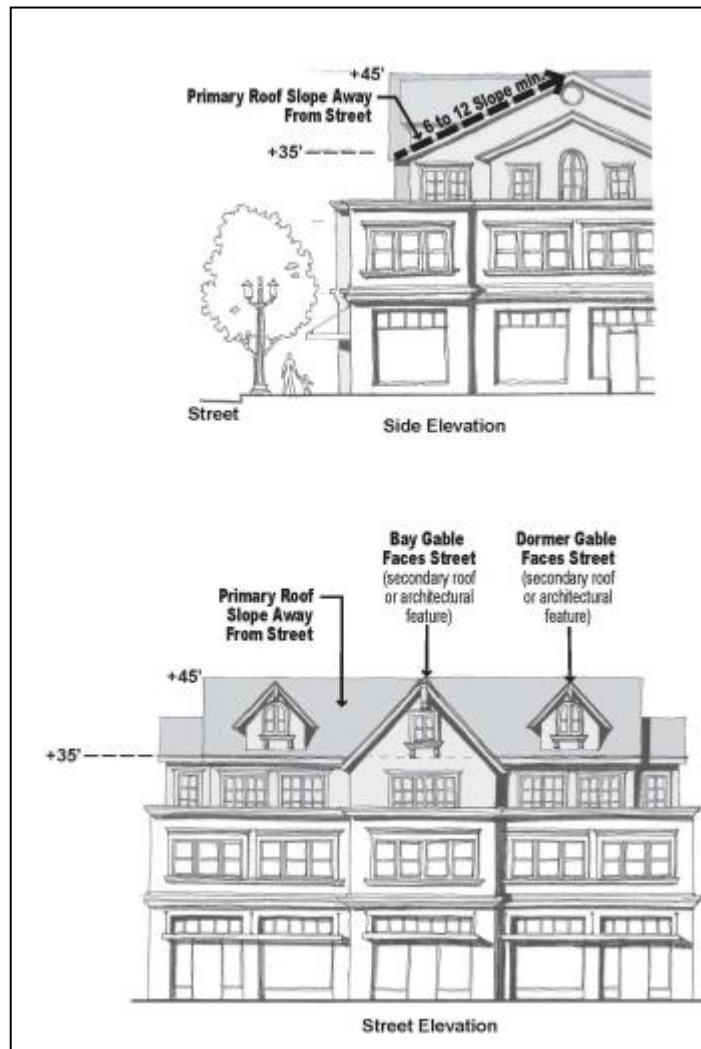 +45'
Primary Roof Slope Away
From Street
6 to 12 Slope min.
+35'
Street
Side Elevation
Bay Gable
Faces Street
(secondary roof
or architectural
feature)
Dormer Gable
Faces Street
(secondary roof
or architectural
feature)
Primary Roof
Slope Away
From Street
+45'
+35'
Street Elevation